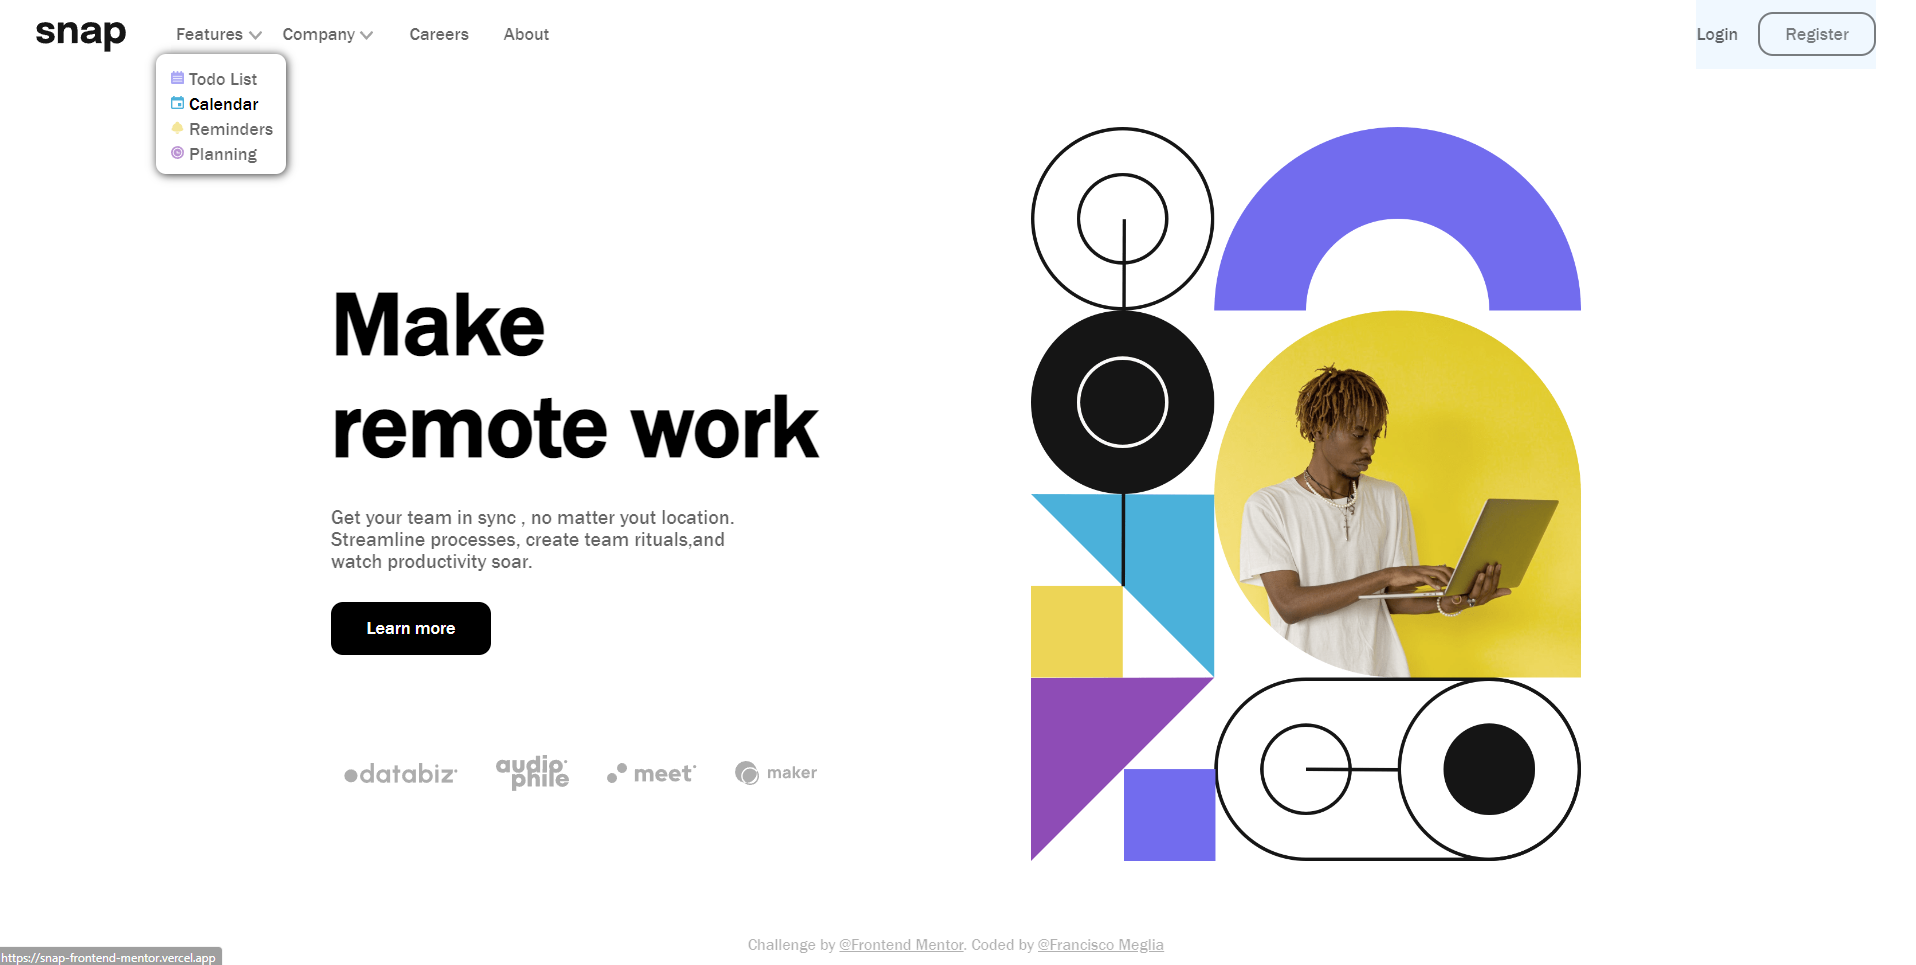 snap
Features
Company
Careers
About
Login
Register
Todo List
Calendar
Reminders
Planning
Make
remote work
Get your team in sync , no matter yout location.
Streamline processes, create team rituals,and
watch productivity soar.
Learn more
databiz
audio
phile
meet
maker
Challenge by @Frontend Mentor. Coded by @Francisco Meglia
https://snap-frontend-mentor.vercel.app